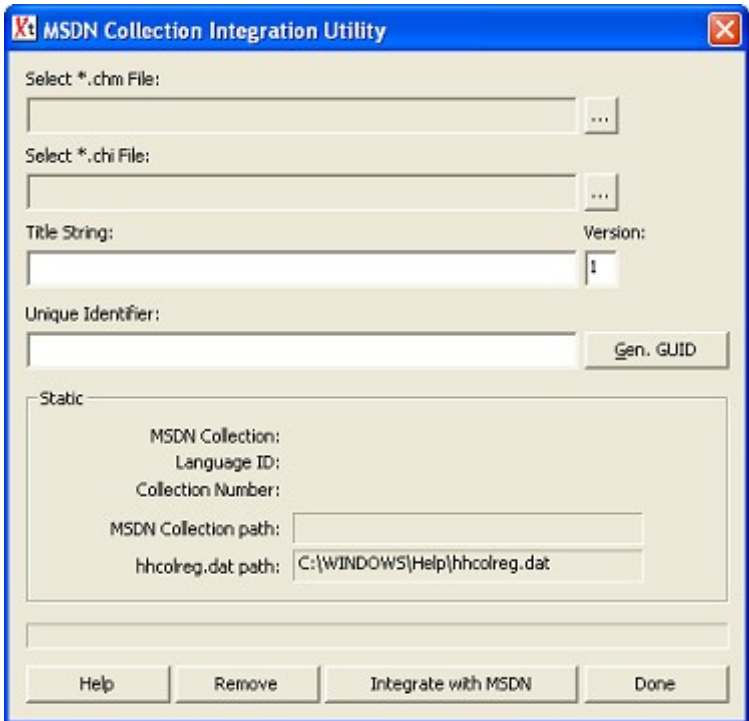 Xt MSDN Collection Integration Utility
Select *.chm File:
...
Select *.chi File:
...
Title String: Version:
1
Unique Identifier:
Gen. GUID
Static
MSDN Collection:
Language ID:
Collection Number:
MSDN Collection path:
hhcolreg.dat path: C:\WINDOWS\Help\hhcolreg.dat
Help Remove Integrate with MSDN Done